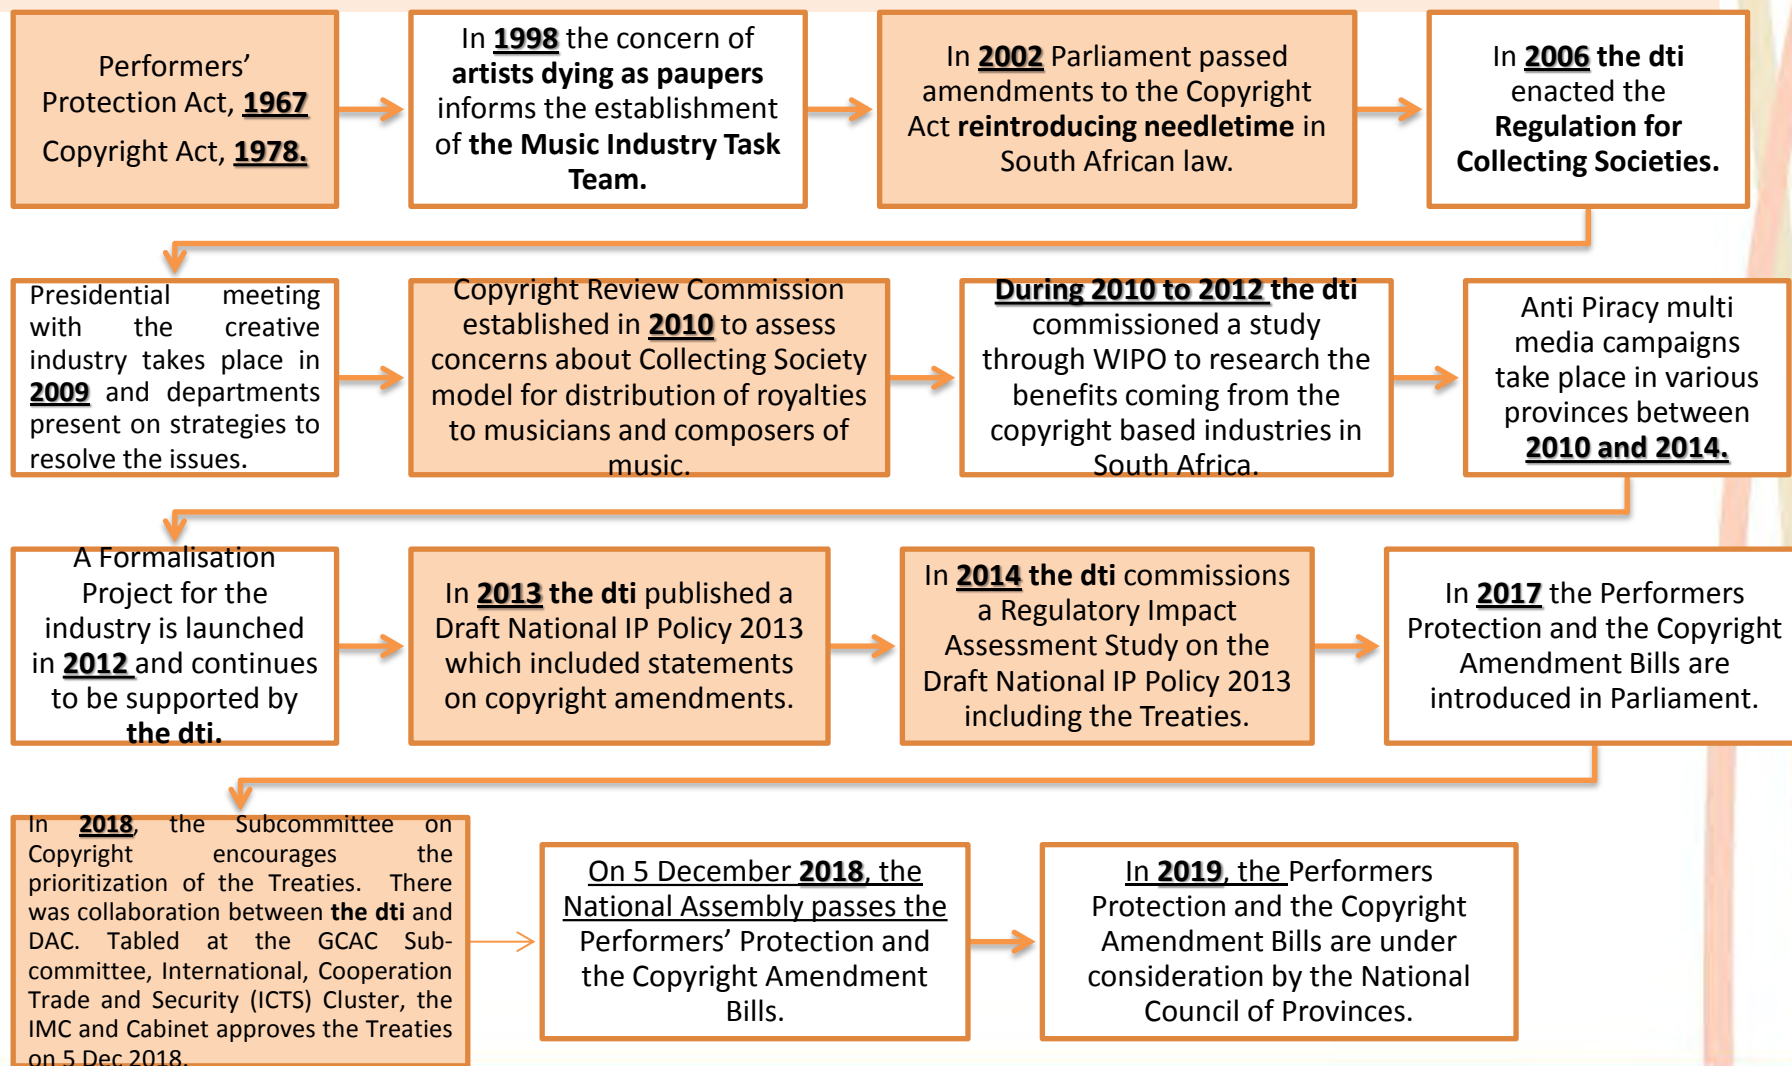 Performers’
Protection Act, 1967
Copyright Act, 1978.
In 1998 the concern of
artists dying as paupers
informs the establishment
of the Music Industry Task
Team.
In 2002 Parliament passed
amendments to the Copyright
Act reintroducing needletime in
South African law.
In 2006 the dti
enacted the
Regulation for
Collecting Societies.
Presidential meeting
with the creative
industry takes place in
2009 and departments
present on strategies to
resolve the issues.
Copyright Review Commission
established in 2010 to assess
concerns about Collecting Society
model for distribution of royalties
to musicians and composers of
music.
During 2010 to 2012 the dti
commissioned a study
through WIPO to research the
benefits coming from the
copyright based industries in
South Africa.
Anti Piracy multi
media campaigns
take place in various
provinces between
2010 and 2014.
A Formalisation
Project for the
industry is launched
in 2012 and continues
to be supported by
the dti.
In 2013 the dti published a
Draft National IP Policy 2013
which included statements
on copyright amendments.
In 2014 the dti commissions
a Regulatory Impact
Assessment Study on the
Draft National IP Policy 2013
including the Treaties.
In 2017 the Performers
Protection and the Copyright
Amendment Bills are
introduced in Parliament.
In 2018, the Subcommittee on
Copyright encourages the
prioritization of the Treaties. There
was collaboration between the dti and
DAC. Tabled at the GCAC Sub-
committee, International, Cooperation
Trade and Security (ICTS) Cluster, the
IMC and Cabinet approves the Treaties
on 5 Dec 2018.
On 5 December 2018, the
National Assembly passes the
Performers’ Protection and
the Copyright Amendment
Bills.
In 2019, the Performers
Protection and the Copyright
Amendment Bills are under
consideration by the National
Council of Provinces.